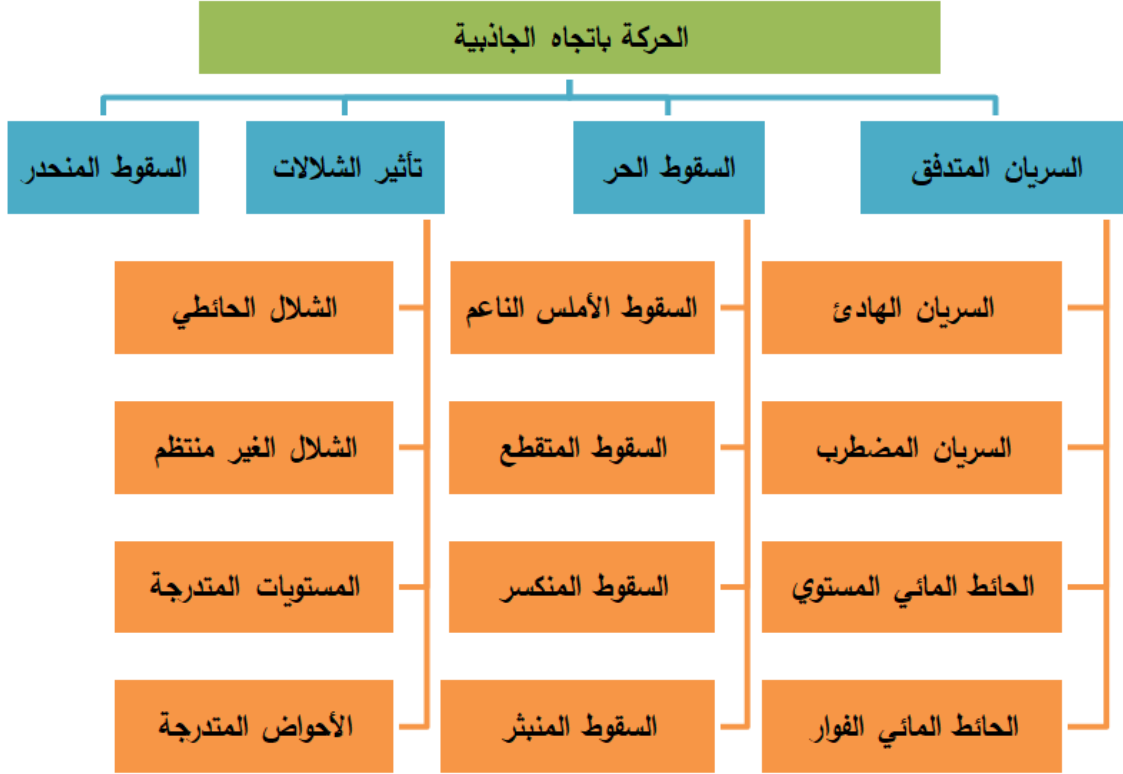 الحركة باتجاه الجاذبية
السريان المتدفق
السقوط الحر
تأثير الشلالات
السقوط المنحدر
السريان الهادئ
السقوط الأملس الناعم
الشلال الحائطي
السريان المضطرب
السقوط المتقطع
الشلال الغير منتظم
الحائط المائي المستوي
السقوط المنكسر
المستويات المتدرجة
الحائط المائي الفوار
السقوط المنبثر
الأحواض المتدرجة